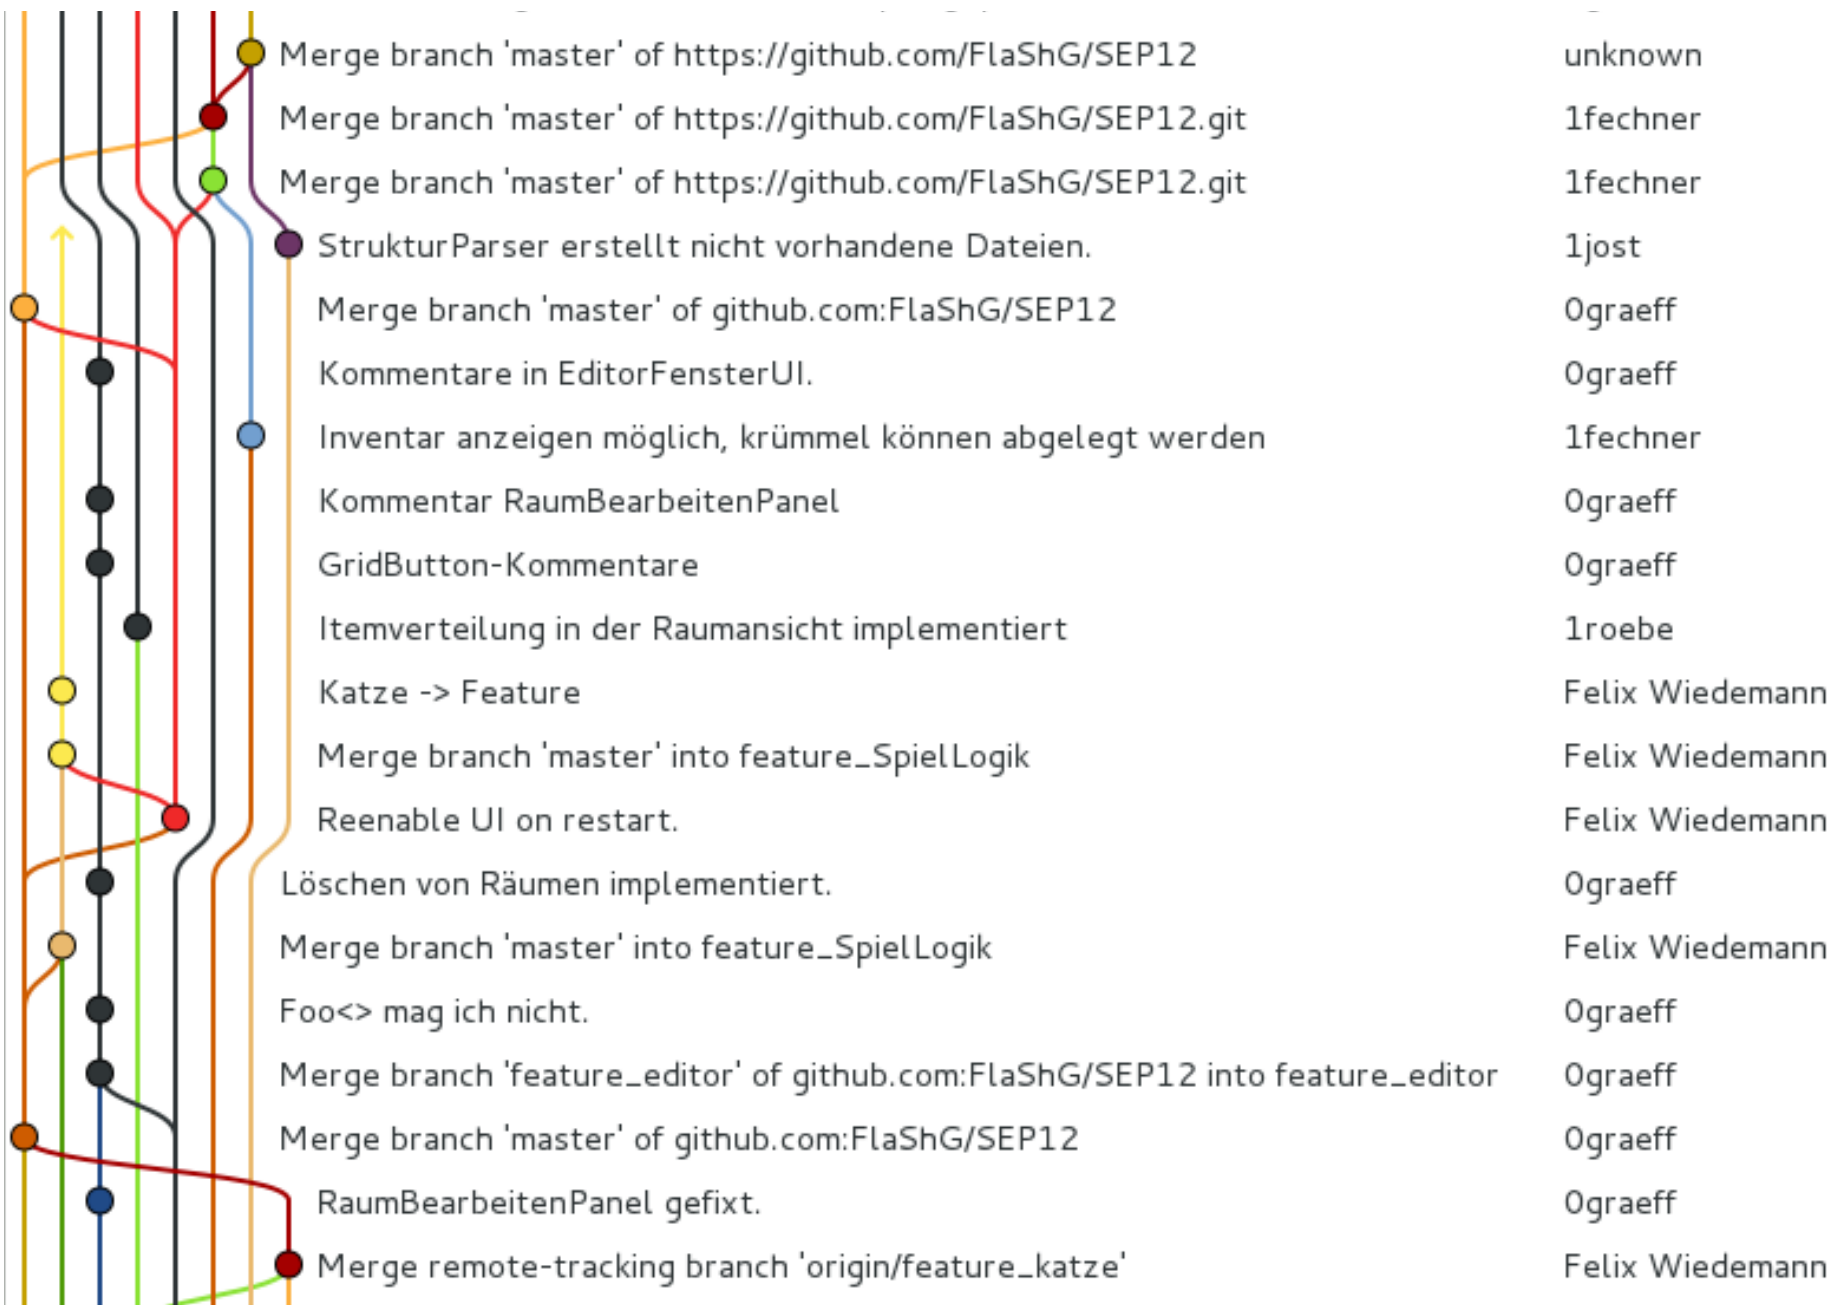 Merge branch 'master' of https://github.com/FlaShG/SEP12 unknown
Merge branch 'master' of https://github.com/FlaShG/SEP12.git 1fechner
Merge branch 'master' of https://github.com/FlaShG/SEP12.git 1fechner
StrukturParser erstellt nicht vorhandene Dateien. 1jost
Merge branch 'master' of github.com:FlaShG/SEP12 0graeff
Kommentare in EditorFensterUI. 0graeff
Inventar anzeigen möglich, krümmel können abgelegt werden 1fechner
Kommentar RaumBearbeitenPanel 0graeff
GridButton-Kommentare 0graeff
Itemverteilung in der Raumansicht implementiert 1roebe
Katze -> Feature Felix Wiedemann
Merge branch 'master' into feature_SpielLogik Felix Wiedemann
Reenable UI on restart. Felix Wiedemann
Löschen von Räumen implementiert. 0graeff
Merge branch 'master' into feature_SpielLogik Felix Wiedemann
Foo<> mag ich nicht. 0graeff
Merge branch 'feature_editor' of github.com:FlaShG/SEP12 into feature_editor 0graeff
Merge branch 'master' of github.com:FlaShG/SEP12 0graeff
RaumBearbeitenPanel gefixt. 0graeff
Merge remote-tracking branch 'origin/feature_katze' Felix Wiedemann